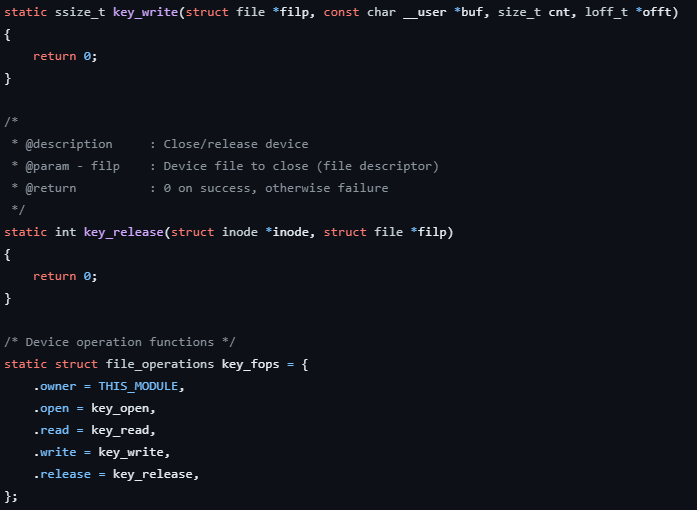 static ssize_t key_write(struct file *filp, const char __user *buf, size_t cnt, loff_t *offt)
{
    return 0;
}

/*
 * @description     : Close/release device
 * @param - filp    : Device file to close (file descriptor)
 * @return          : 0 on success, otherwise failure
 */
static int key_release(struct inode *inode, struct file *filp)
{
    return 0;
}

/* Device operation functions */
static struct file_operations key_fops = {
    .owner = THIS_MODULE,
    .open = key_open,
    .read = key_read,
    .write = key_write,
    .release = key_release,
};